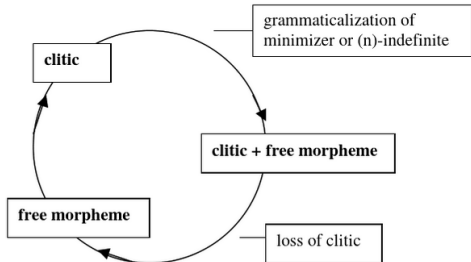 grammaticalization of
minimizer or (n)-indefinite
clitic
clitic + free morpheme
free morpheme
loss of clitic